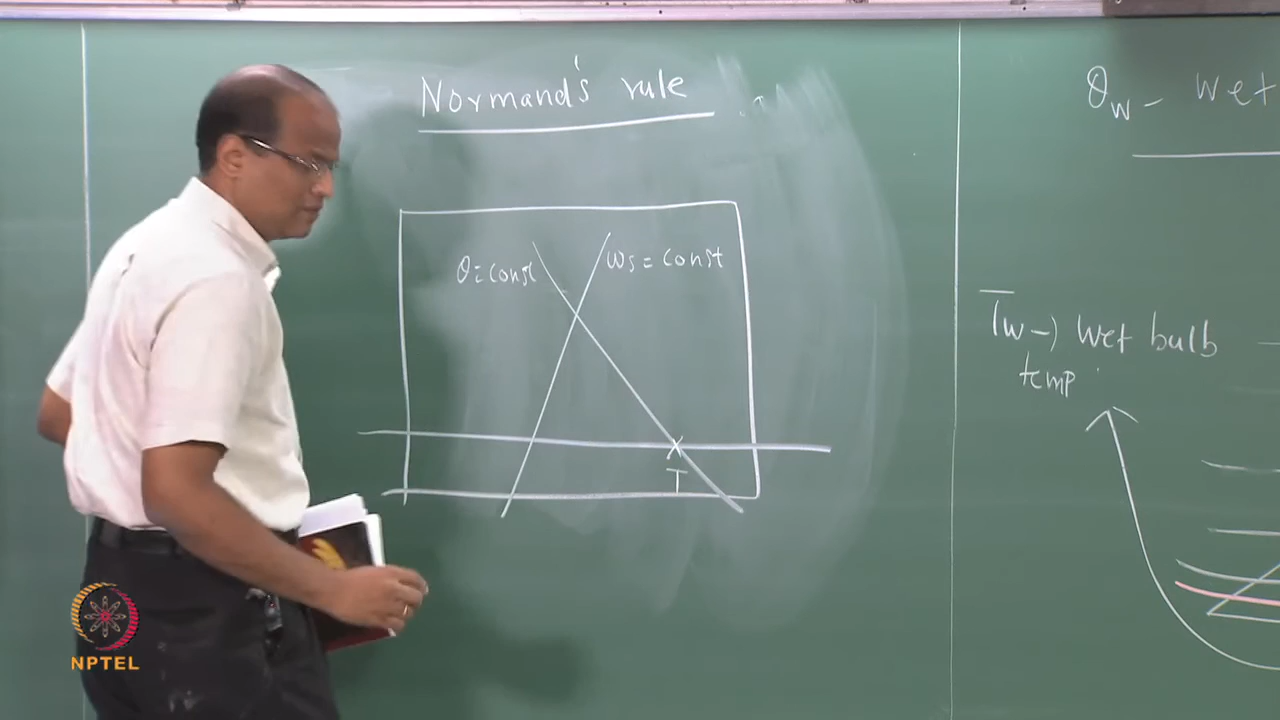 Normand's rule
θ = const
ws = const
T
θw - wet
Tw → wet bulb
temp.
NPTEL